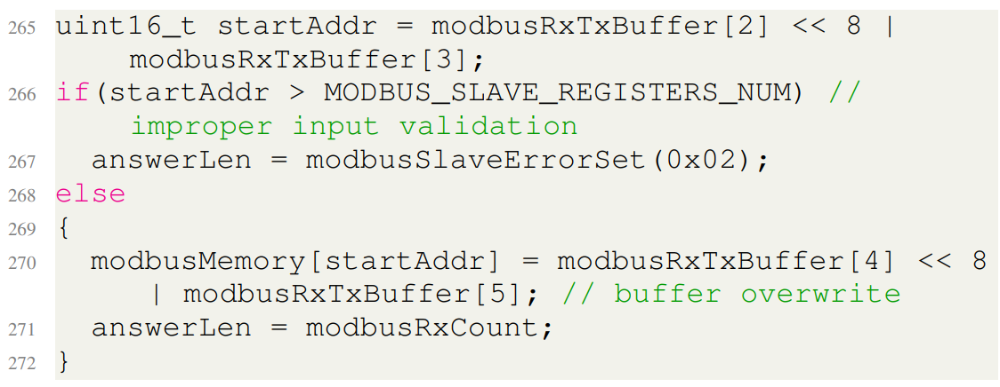 265 uint16_t startAddr = modbusRxTxBuffer[2] << 8 |
modbusRxTxBuffer[3];
266 if(startAddr > MODBUS_SLAVE_REGISTERS_NUM) //
improper input validation
267 answerLen = modbusSlaveErrorSet(0x02);
268 else
269 {
270 modbusMemory[startAddr] = modbusRxTxBuffer[4] << 8
| modbusRxTxBuffer[5]; // buffer overwrite
271 answerLen = modbusRxCount;
272 }